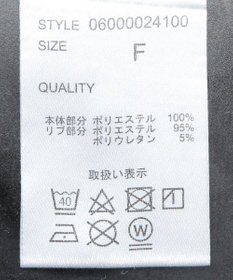 STYLE 06000024100
SIZE
F
QUALITY
本体部分 ポリエステル 100%
リブ部分 ポリエステル 95%
ポリウレタン 5%
取扱い表示
40
W